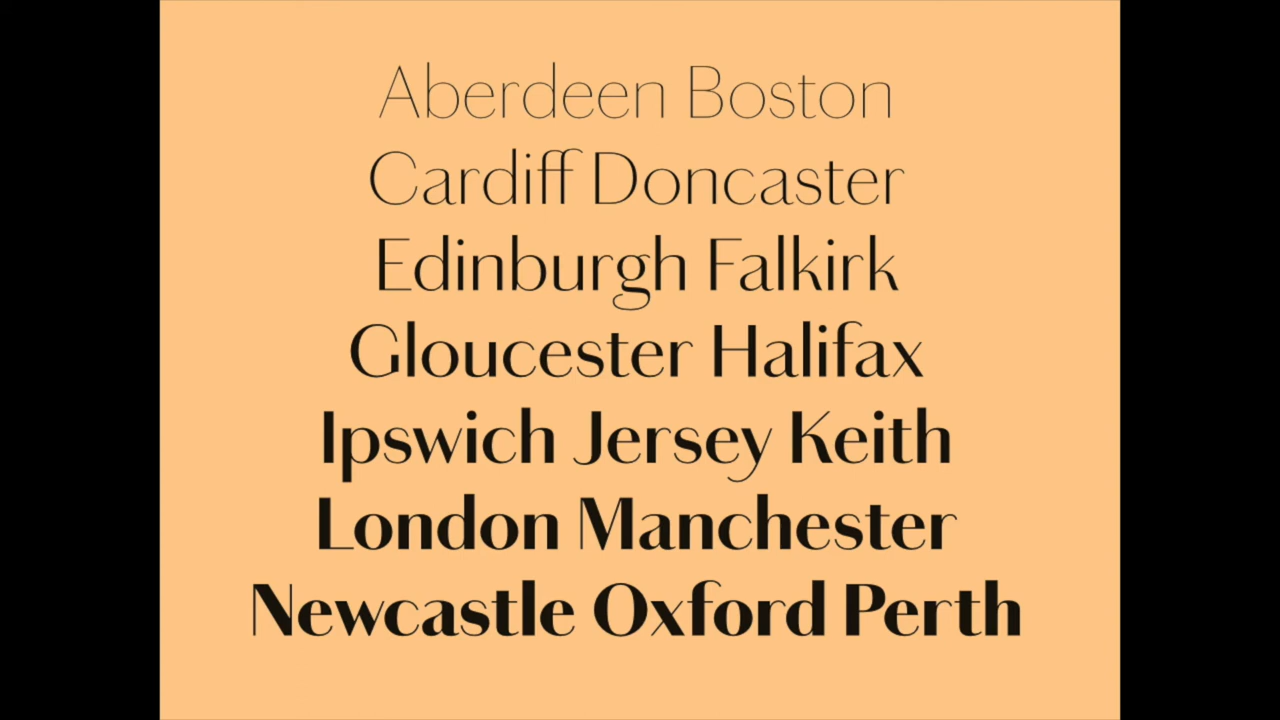 Aberdeen Boston
Cardiff Doncaster
Edinburgh Falkirk
Gloucester Halifax
Ipswich Jersey Keith
London Manchester
Newcastle Oxford Perth